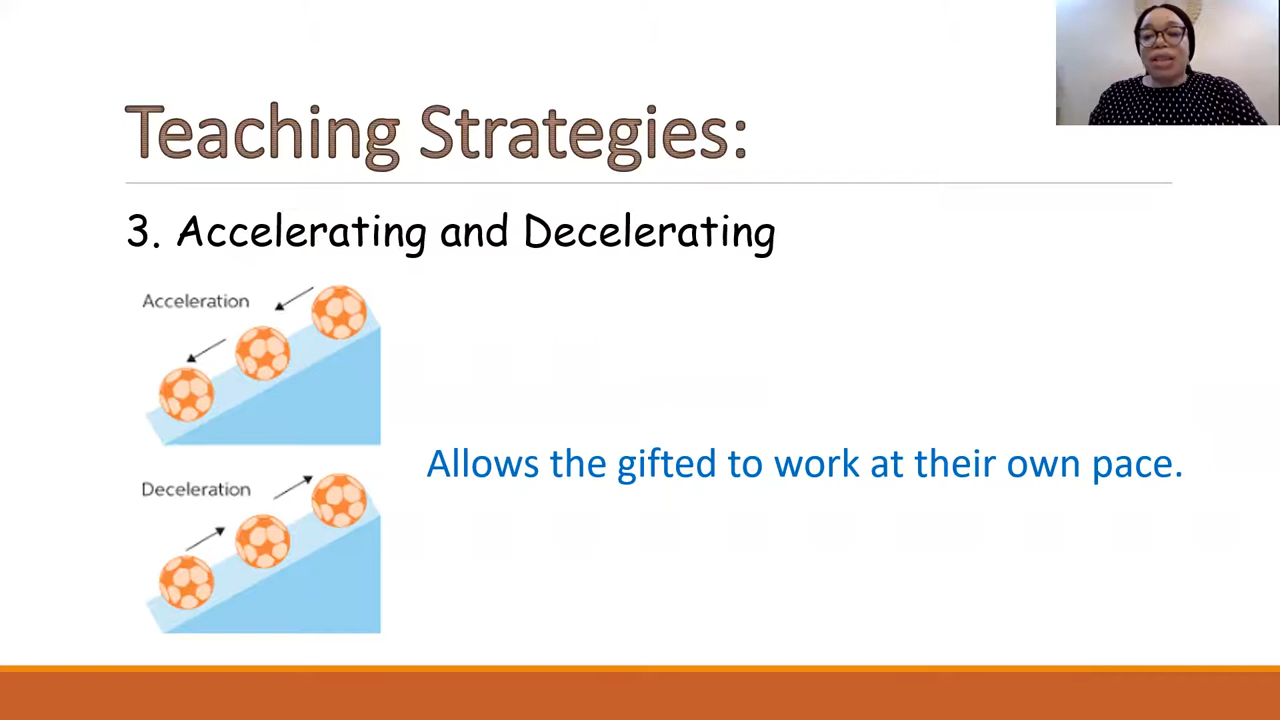 Teaching Strategies:
3. Accelerating and Decelerating
Acceleration
Deceleration
Allows the gifted to work at their own pace.